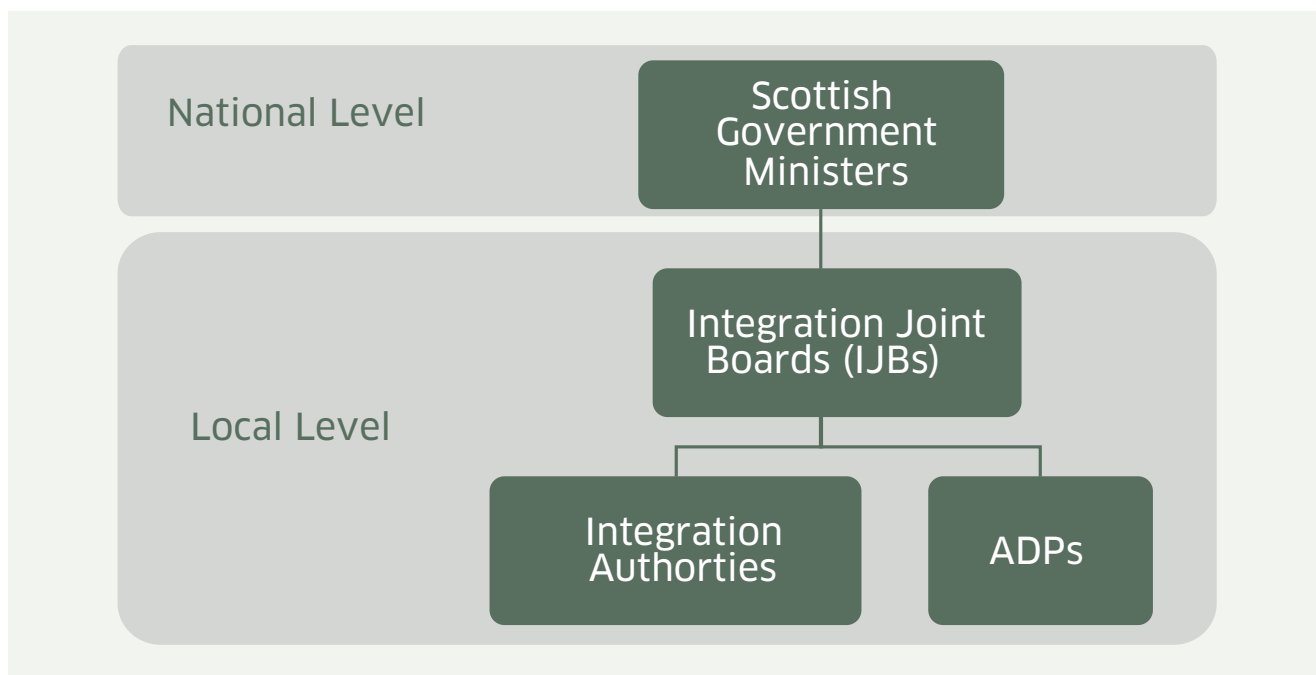 National Level
Scottish
Government
Ministers
Integration Joint
Boards (IJBs)
Local Level
Integration
Authorties
ADPs